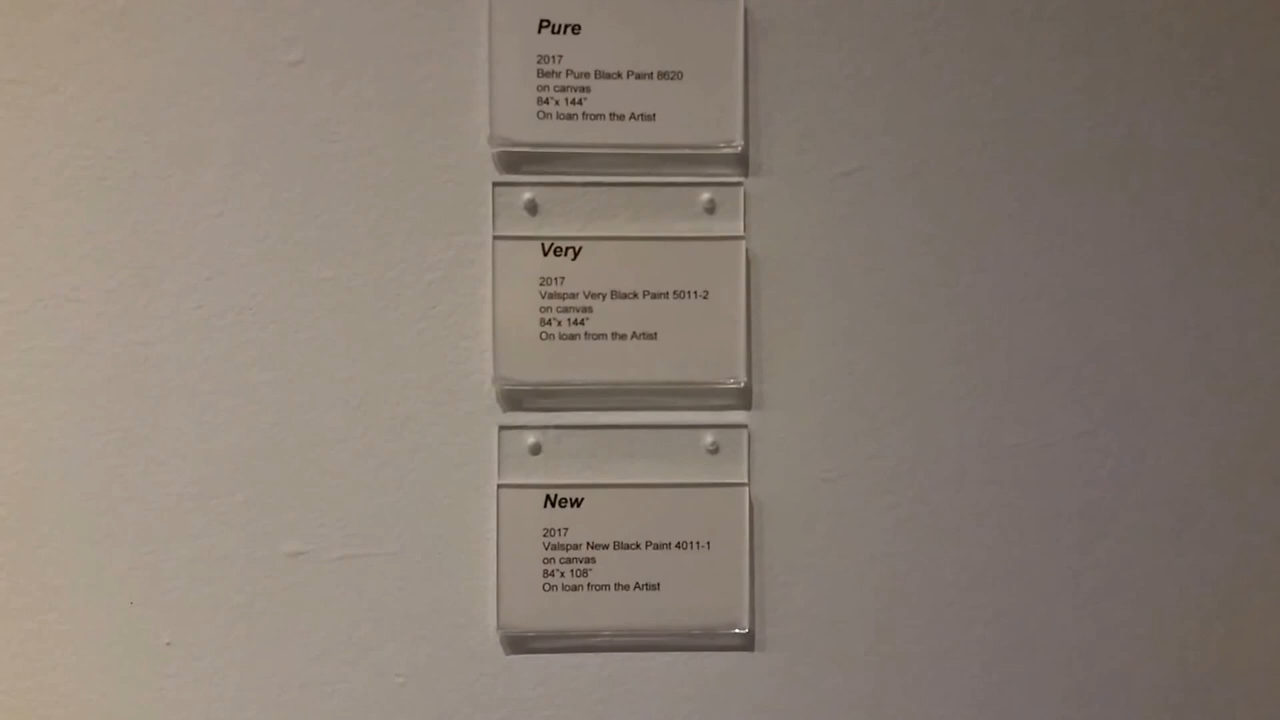 Pure
2017
Behr Pure Black Paint 8620
on canvas
84"x 144"
On loan from the Artist
Very
2017
Valspar Very Black Paint 5011-2
on canvas
84"x 144"
On loan from the Artist
New
2017
Valspar New Black Paint 4011-1
on canvas
84"x 108"
On loan from the Artist